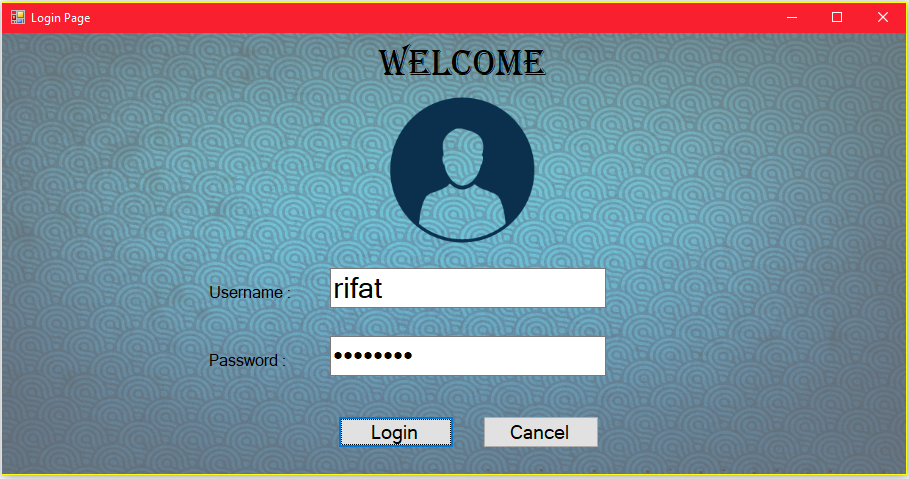 Login Page
WELCOME
Username : rifat
Password : ••••••••
Login Cancel